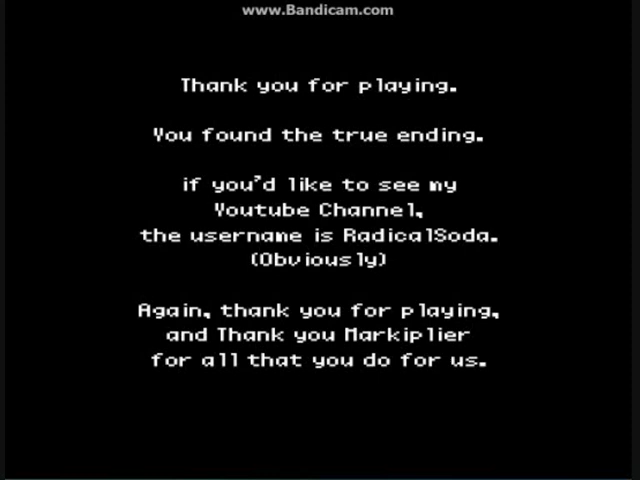 www.Bandicam.com
Thank you for playing.
You found the true ending.
if you'd like to see my
Youtube Channel,
the username is RadicalSoda.
(Obviously)
Again, thank you for playing,
and Thank you Markiplier
for all that you do for us.